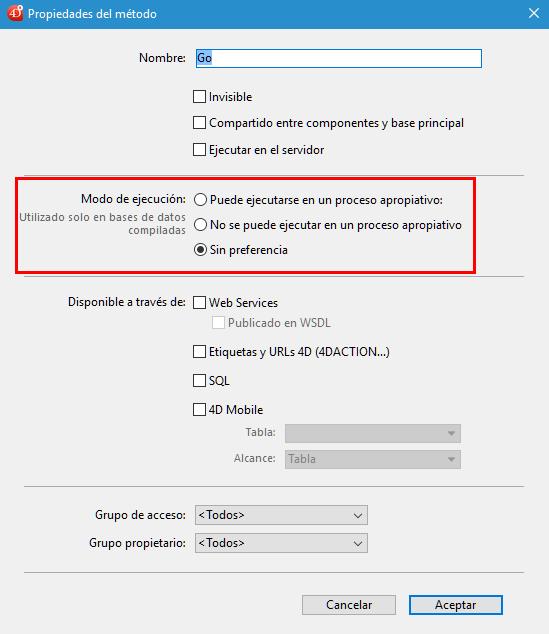 Propiedades del método
Nombre: Go
Invisible
Compartido entre componentes y base principal
Ejecutar en el servidor
Modo de ejecución: Puede ejecutarse en un proceso apropiativo:
Utilizado solo en bases de datos
compiladas
No se puede ejecutar en un proceso apropiativo
Sin preferencia
Disponible a través de: Web Services
Publicado en WSDL
Etiquetas y URLs 4D (4DACTION...)
SQL
4D Mobile
Tabla:
Alcance: Tabla
Grupo de acceso: <Todos>
Grupo propietario: <Todos>
Cancelar Aceptar